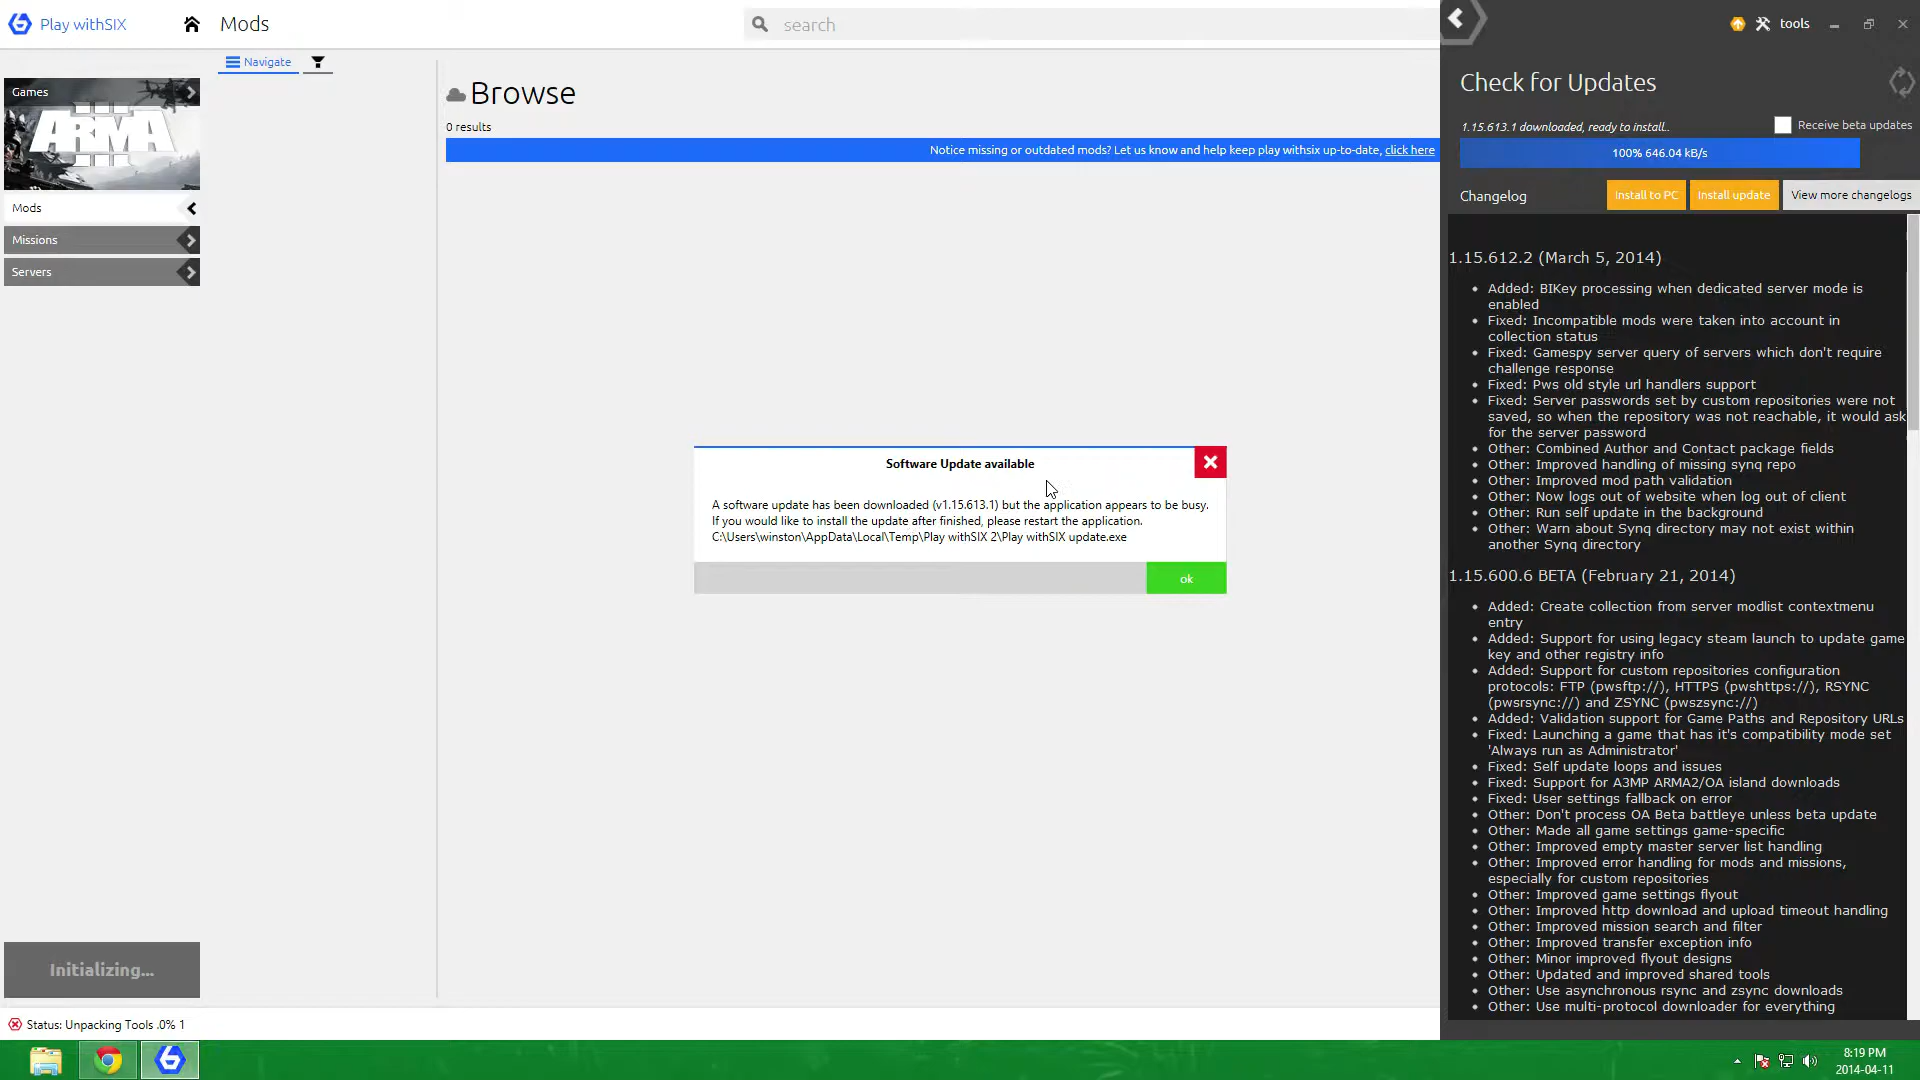 Play withSIX
Mods
search
tools
Navigate
Games
ARMA
III
Mods
Missions
Servers
Browse
0 results
Notice missing or outdated mods? Let us know and help keep play withsix up-to-date, click here
Check for Updates
1.15.613.1 downloaded, ready to install..
Receive beta updates
100% 646.04 kB/s
Changelog
Install to PC
Install update
View more changelogs
1.15.612.2 (March 5, 2014)
• Added: BIKey processing when dedicated server mode is
enabled
• Fixed: Incompatible mods were taken into account in
collection status
• Fixed: Gamespy server query of servers which don't require
challenge response
• Fixed: Pws old style url handlers support
• Fixed: Server passwords set by custom repositories were not
saved, so when the repository was not reachable, it would ask
for the server password
• Other: Combined Author and Contact package fields
• Other: Improved handling of missing synq repo
• Other: Improved mod path validation
• Other: Now logs out of website when log out of client
• Other: Run self update in the background
• Other: Warn about Synq directory may not exist within
another Synq directory
1.15.600.6 BETA (February 21, 2014)
• Added: Create collection from server modlist contextmenu
entry
• Added: Support for using legacy steam launch to update game
key and other registry info
• Added: Support for custom repositories configuration
protocols: FTP (pwsftp://), HTTPS (pwshttps://), RSYNC
(pwsrsync://) and ZSYNC (pwszsync://)
• Added: Validation support for Game Paths and Repository URLs
• Fixed: Launching a game that has it's compatibility mode set
'Always run as Administrator'
• Fixed: Self update loops and issues
• Fixed: Support for A3MP ARMA2/OA island downloads
• Fixed: User settings fallback on error
• Other: Don't process OA Beta battleye unless beta update
• Other: Made all game settings game-specific
• Other: Improved empty master server list handling
• Other: Improved error handling for mods and missions,
especially for custom repositories
• Other: Improved game settings flyout
• Other: Improved http download and upload timeout handling
• Other: Improved mission search and filter
• Other: Improved transfer exception info
• Other: Minor improved flyout designs
• Other: Updated and improved shared tools
• Other: Use asynchronous rsync and zsync downloads
• Other: Use multi-protocol downloader for everything
Software Update available
A software update has been downloaded (v1.15.613.1) but the application appears to be busy.
If you would like to install the update after finished, please restart the application.
C:\Users\winston\AppData\Local\Temp\Play withSIX 2\Play withSIX update.exe
ok
Initializing...
Status: Unpacking Tools .0% 1
8:19 PM
2014-04-11